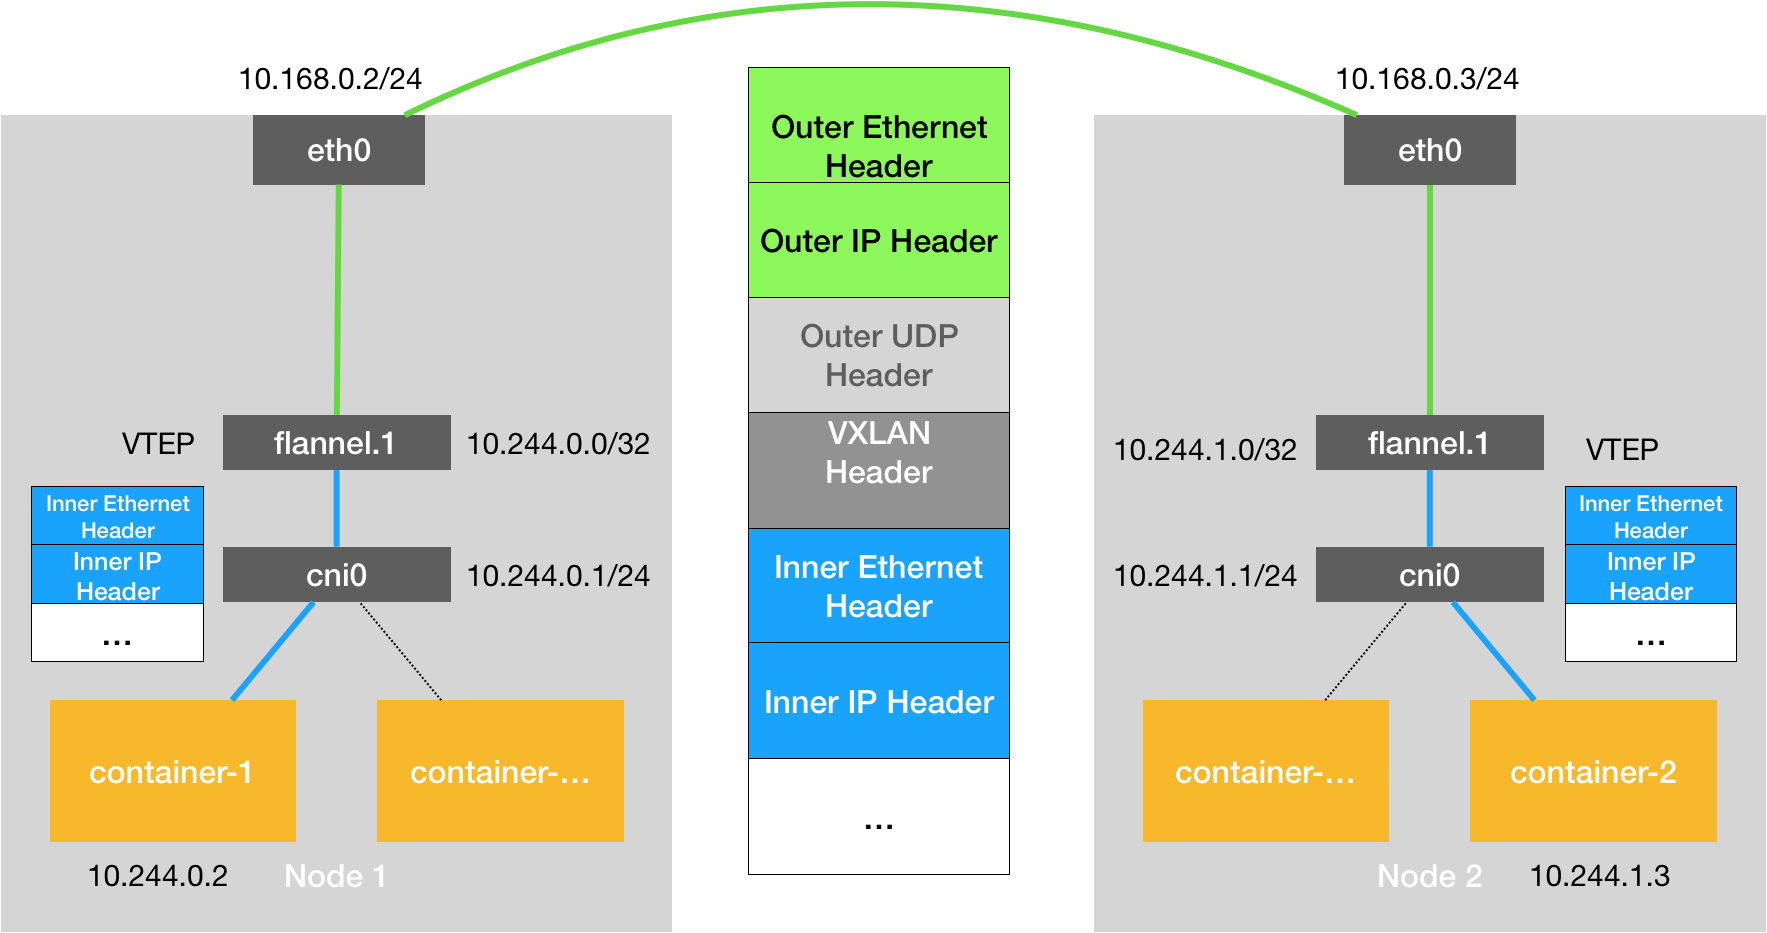 10.168.0.2/24
eth0
VTEP
flannel.1
10.244.0.0/32
Inner Ethernet
Header
Inner IP
Header
...
cni0
10.244.0.1/24
container-1
container-...
10.244.0.2
Node 1
Outer Ethernet
Header
Outer IP Header
Outer UDP
Header
VXLAN
Header
Inner Ethernet
Header
Inner IP Header
...
10.168.0.3/24
eth0
10.244.1.0/32
flannel.1
VTEP
10.244.1.1/24
cni0
Inner Ethernet
Header
Inner IP
Header
...
container-...
container-2
Node 2
10.244.1.3